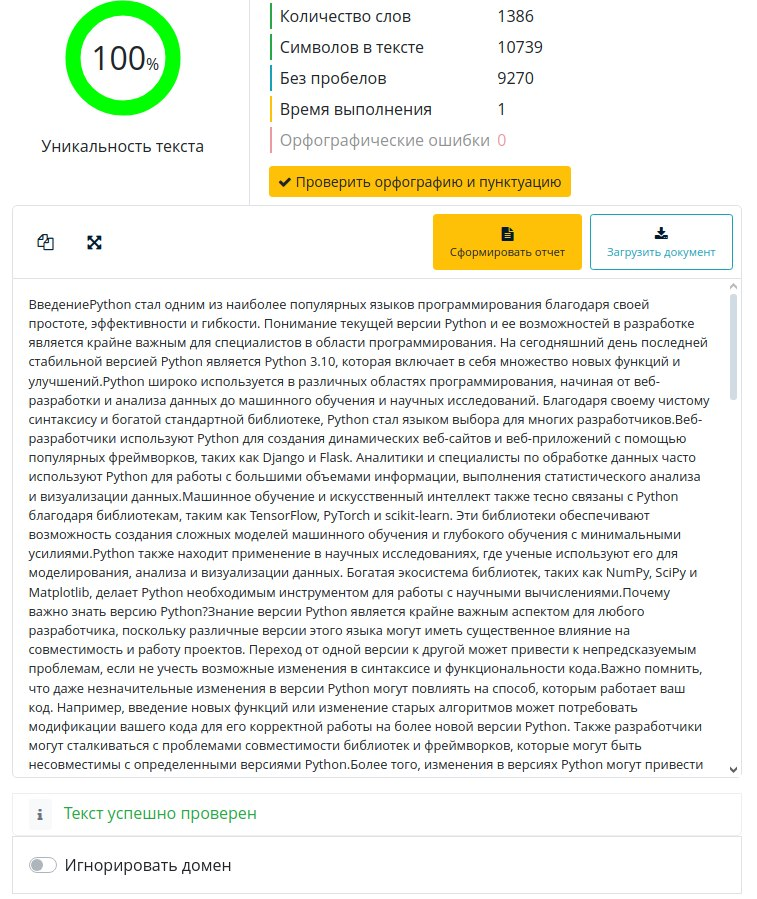 100%
Уникальность текста
Количество слов 1386
Символов в тексте 10739
Без пробелов 9270
Время выполнения 1
Орфографические ошибки 0
Проверить орфографию и пунктуацию
Сформировать отчет
Загрузить документ
ВведениеPython стал одним из наиболее популярных языков программирования благодаря своей
простоте, эффективности и гибкости. Понимание текущей версии Python и ее возможностей в разработке
является крайне важным для специалистов в области программирования. На сегодняшний день последней
стабильной версией Python является Python 3.10, которая включает в себя множество новых функций и
улучшений.Python широко используется в различных областях программирования, начиная от веб-
разработки и анализа данных до машинного обучения и научных исследований. Благодаря своему чистому
синтаксису и богатой стандартной библиотеке, Python стал языком выбора для многих разработчиков.Веб-
разработчики используют Python для создания динамических веб-сайтов и веб-приложений с помощью
популярных фреймворков, таких как Django и Flask. Аналитики и специалисты по обработке данных часто
используют Python для работы с большими объемами информации, выполнения статистического анализа
и визуализации данных.Машинное обучение и искусственный интеллект также тесно связаны с Python
благодаря библиотекам, таким как TensorFlow, PyTorch и scikit-learn. Эти библиотеки обеспечивают
возможность создания сложных моделей машинного обучения и глубокого обучения с минимальными
усилиями.Python также находит применение в научных исследованиях, где ученые используют его для
моделирования, анализа и визуализации данных. Богатая экосистема библиотек, таких как NumPy, SciPy и
Matplotlib, делает Python необходимым инструментом для работы с научными вычислениями.Почему
важно знать версию Python?Знание версии Python является крайне важным аспектом для любого
разработчика, поскольку различные версии этого языка могут иметь существенное влияние на
совместимость и работу проектов. Переход от одной версии к другой может привести к непредсказуемым
проблемам, если не учесть возможные изменения в синтаксисе и функциональности кода.Важно помнить,
что даже незначительные изменения в версии Python могут повлиять на способ, которым работает ваш
код. Например, введение новых функций или изменение старых алгоритмов может потребовать
модификации вашего кода для его корректной работы на более новой версии Python. Также разработчики
могут сталкиваться с проблемами совместимости библиотек и фреймворков, которые могут быть
несовместимы с определенными версиями Python.Более того, изменения в версиях Python могут привести
Текст успешно проверен
Игнорировать домен